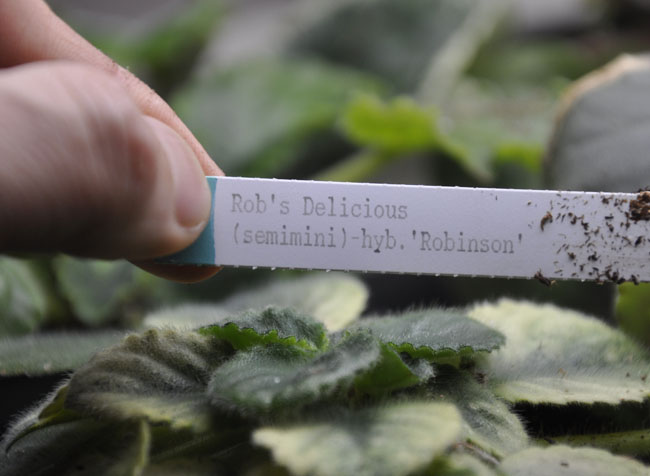 Rob's Delicious
(semimini)-hyb.'Robinson'